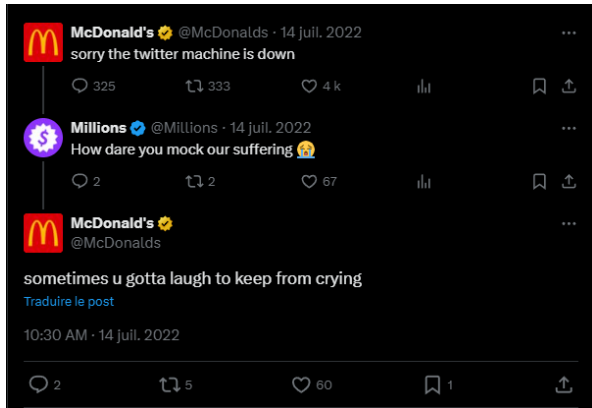 McDonald's @McDonalds · 14 juil. 2022
sorry the twitter machine is down
325 333 4 k
Millions @Millions · 14 juil. 2022
How dare you mock our suffering 😭
2 2 67
McDonald's
@McDonalds
sometimes u gotta laugh to keep from crying
Traduire le post
10:30 AM · 14 juil. 2022
2 5 60 1